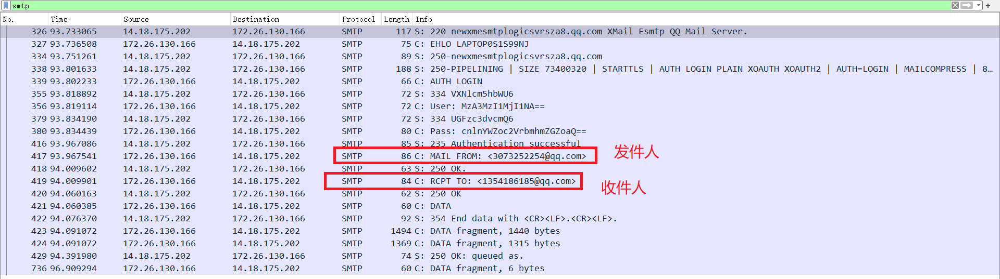 smtp
No. Time Source Destination Protocol Length Info
326 93.733065 14.18.175.202 172.26.130.166 SMTP 117 S: 220 newxmesmtplogicsvrsza8.qq.com XMail Esmtp QQ Mail Server.
327 93.736508 172.26.130.166 14.18.175.202 SMTP 75 C: EHLO LAPTOP0S1S99NJ
334 93.751261 14.18.175.202 172.26.130.166 SMTP 89 S: 250-newxmesmtplogicsvrsza8.qq.com
338 93.801633 14.18.175.202 172.26.130.166 SMTP 188 S: 250-PIPELINING | SIZE 73400320 | STARTTLS | AUTH LOGIN PLAIN XOAUTH XOAUTH2 | AUTH=LOGIN | MAILCOMPRESS | 8…
339 93.802233 172.26.130.166 14.18.175.202 SMTP 66 C: AUTH LOGIN
355 93.818892 14.18.175.202 172.26.130.166 SMTP 72 S: 334 VXNlcm5hbWU6
356 93.819114 172.26.130.166 14.18.175.202 SMTP 72 C: User: MzA3MzI1MjI1NA==
379 93.834190 14.18.175.202 172.26.130.166 SMTP 72 S: 334 UGFzc3dvcmQ6
380 93.834439 172.26.130.166 14.18.175.202 SMTP 80 C: Pass: cnlnYWZoc2VrbmhmZGZoaQ==
416 93.967086 14.18.175.202 172.26.130.166 SMTP 85 S: 235 Authentication successful
417 93.967541 172.26.130.166 14.18.175.202 SMTP 86 C: MAIL FROM: <3073252254@qq.com> 发件人
418 94.009602 14.18.175.202 172.26.130.166 SMTP 63 S: 250 OK.
419 94.009901 172.26.130.166 14.18.175.202 SMTP 84 C: RCPT TO: <1354186185@qq.com> 收件人
420 94.060163 14.18.175.202 172.26.130.166 SMTP 62 S: 250 OK
421 94.060385 172.26.130.166 14.18.175.202 SMTP 60 C: DATA
422 94.076370 14.18.175.202 172.26.130.166 SMTP 92 S: 354 End data with <CR><LF>.<CR><LF>.
423 94.091072 172.26.130.166 14.18.175.202 SMTP 1494 C: DATA fragment, 1440 bytes
424 94.091072 172.26.130.166 14.18.175.202 SMTP 1369 C: DATA fragment, 1315 bytes
429 94.391980 14.18.175.202 172.26.130.166 SMTP 74 S: 250 OK: queued as.
736 96.909294 172.26.130.166 14.18.175.202 SMTP 60 C: DATA fragment, 6 bytes